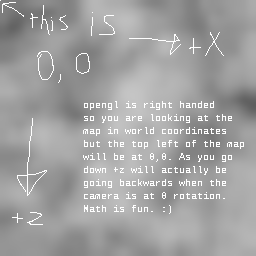 this is
0,0
+X
opengl is right handed
so you are looking at the
map in world coordinates
but the top left of the map
will be at 0,0. As you go
down +z will actually be
going backwards when the
camera is at 0 rotation.
Math is fun. :)
+z